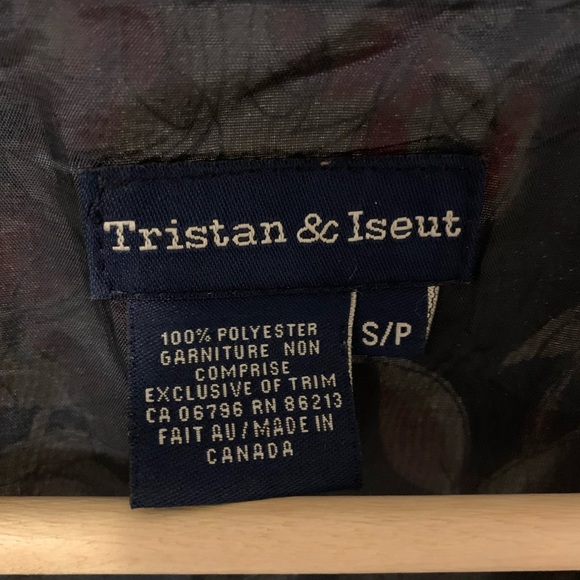 Tristan & Iseut
S/P
100% POLYESTER
GARNITURE NON
COMPRISE
EXCLUSIVE OF TRIM
CA 06796 RN 86213
FAIT AU/MADE IN
CANADA